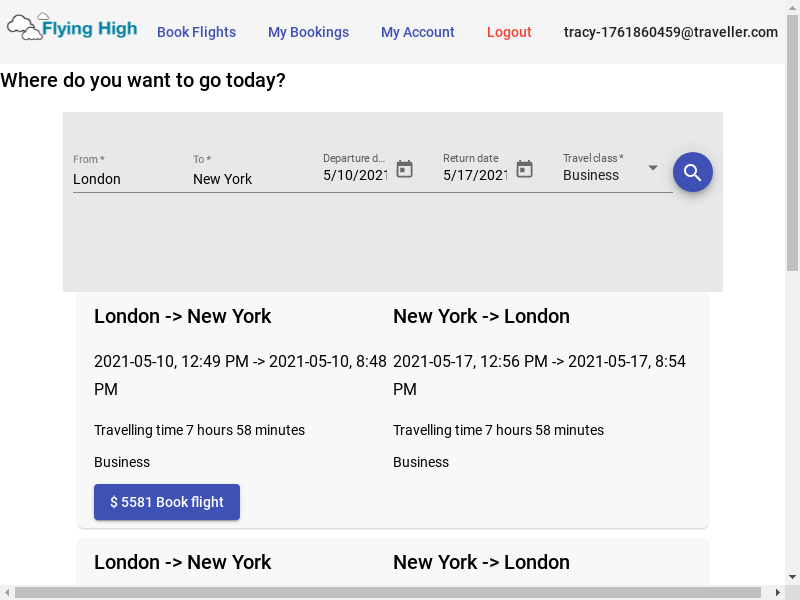 Flying High Book Flights My Bookings My Account Logout tracy-1761860459@traveller.com
Where do you want to go today?
From * To * Departure d... Return date Travel class *
London New York 5/10/2021 5/17/2021 Business
London -> New York New York -> London
2021-05-10, 12:49 PM -> 2021-05-10, 8:48 2021-05-17, 12:56 PM -> 2021-05-17, 8:54
PM PM
Travelling time 7 hours 58 minutes Travelling time 7 hours 58 minutes
Business Business
$ 5581 Book flight
London -> New York New York -> London